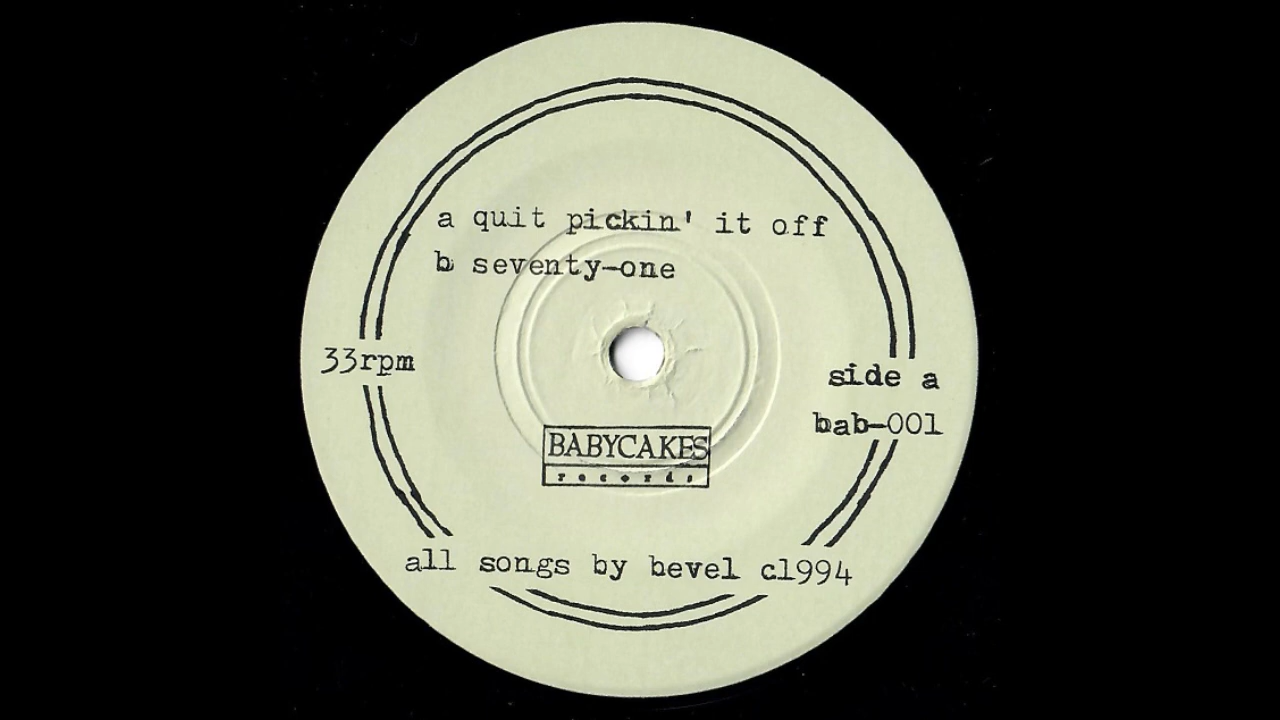 a quit pickin' it off
b seventy-one
33rpm
side a
bab-001
BABYCAKES
records
all songs by bevel c1994